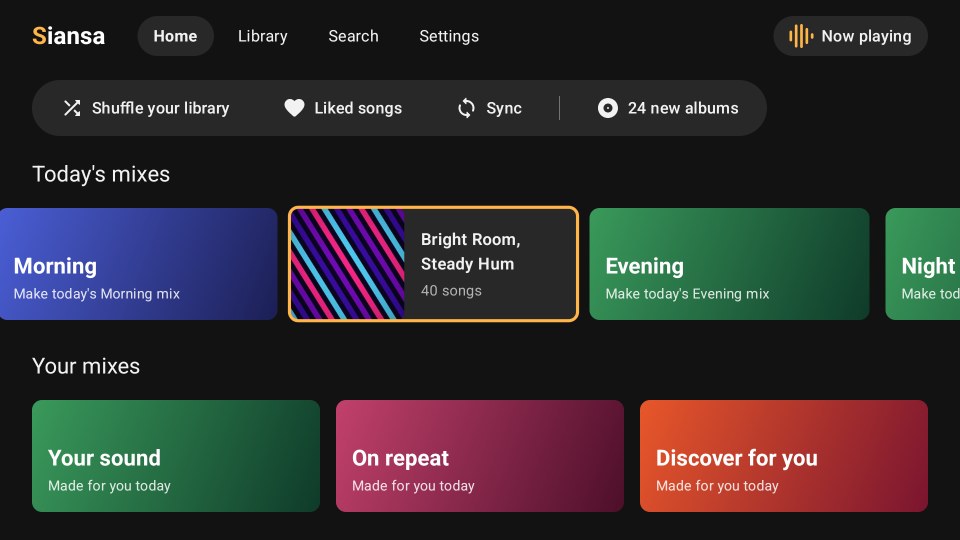 Siansa Home Library Search Settings Now playing
Shuffle your library Liked songs Sync 24 new albums
Today's mixes
Morning
Make today's Morning mix
Bright Room,
Steady Hum
40 songs
Evening
Make today's Evening mix
Night
Make tod
Your mixes
Your sound
Made for you today
On repeat
Made for you today
Discover for you
Made for you today